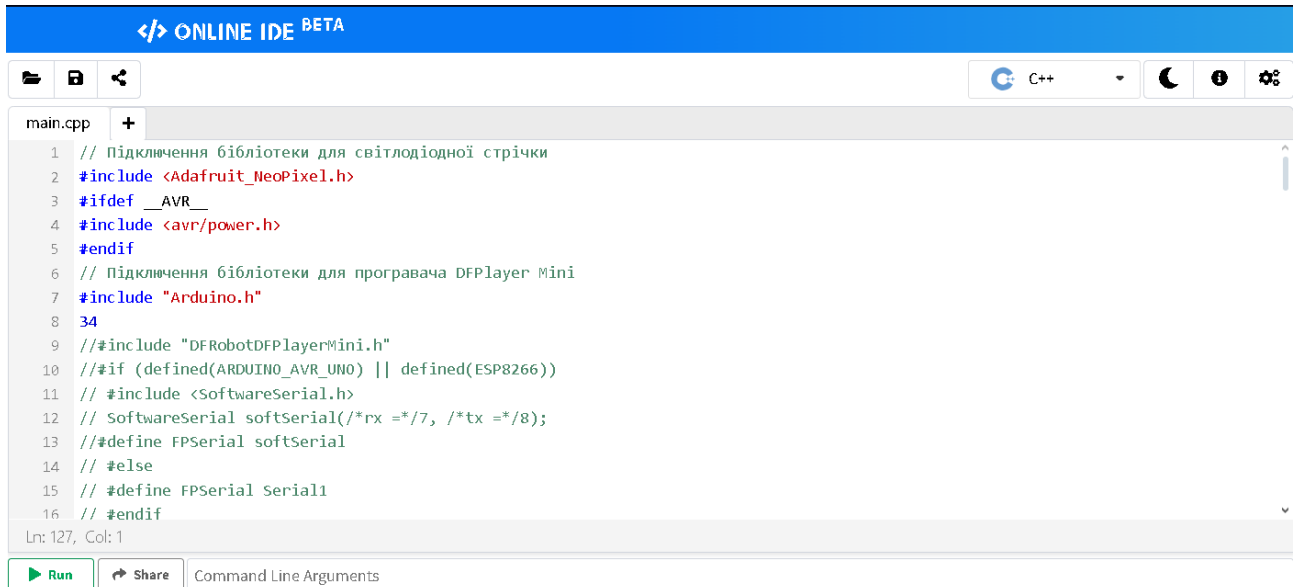 </> ONLINE IDE BETA
C++
main.cpp +
1 // Підключення бібліотеки для світлодіодної стрічки
2 #include <Adafruit_NeoPixel.h>
3 #ifdef __AVR__
4 #include <avr/power.h>
5 #endif
6 // Підключення бібліотеки для програвача DFPlayer Mini
7 #include "Arduino.h"
8 34
9 //#include "DFRobotDFPlayerMini.h"
10 //#if (defined(ARDUINO_AVR_UNO) || defined(ESP8266))
11 // #include <SoftwareSerial.h>
12 // SoftwareSerial softSerial(/*rx =*/7, /*tx =*/8);
13 //#define FPSerial softSerial
14 // #else
15 // #define FPSerial Serial1
16 // #endif
Ln: 127, Col: 1
Run Share Command Line Arguments